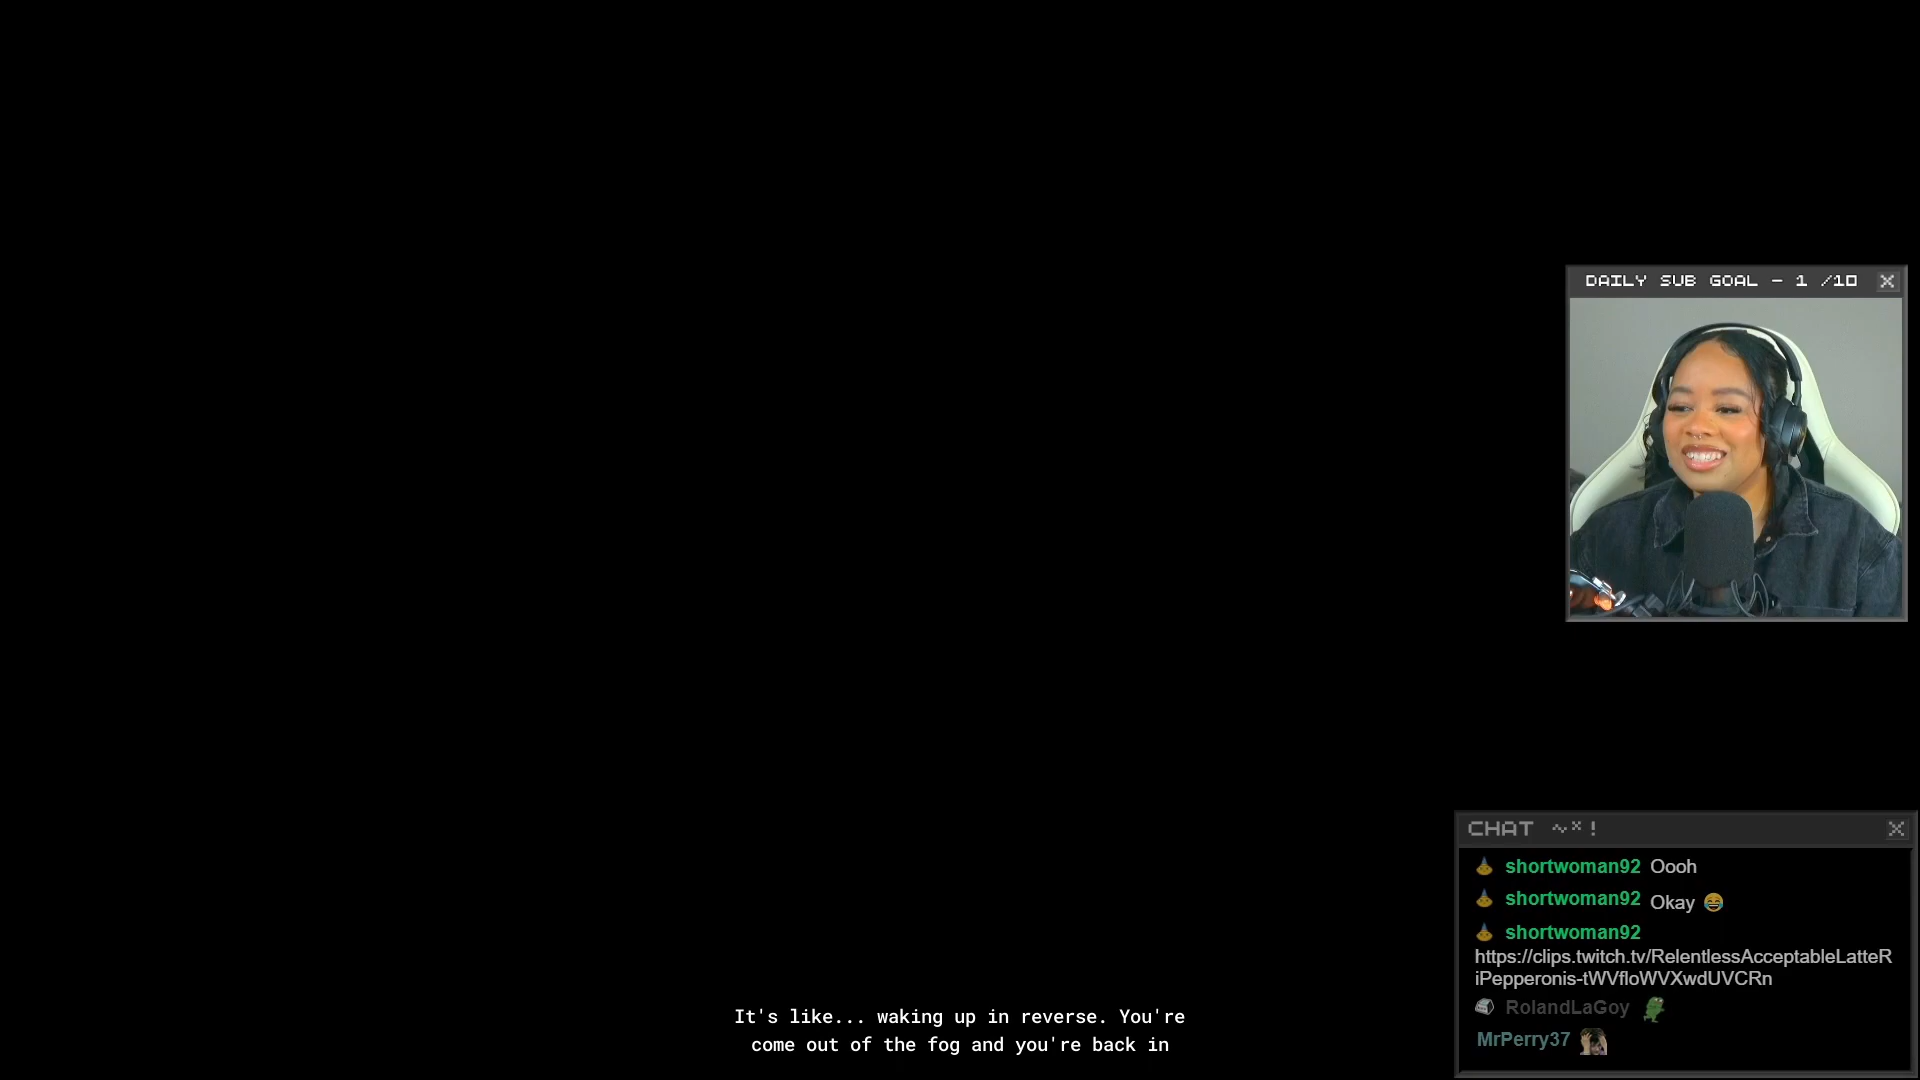 DAILY SUB GOAL - 1 /10
CHAT ~*!
shortwoman92 Oooh
shortwoman92 Okay 😂
shortwoman92
https://clips.twitch.tv/RelentlessAcceptableLatteR
iPepperonis-tWVfloWVXwdUVCRn
RolandLaGoy
MrPerry37
It's like... waking up in reverse. You're
come out of the fog and you're back in